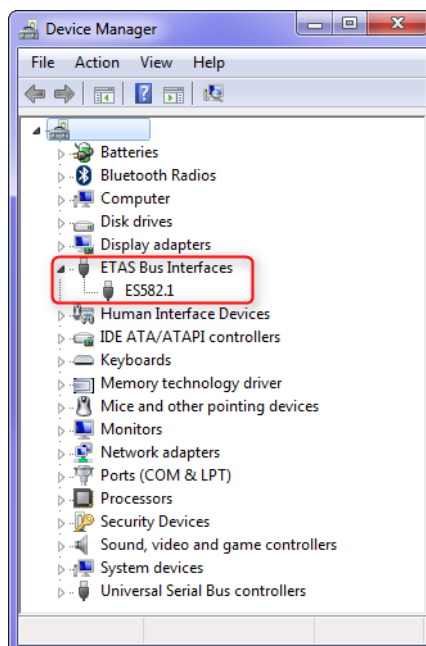 Device Manager
File Action View Help
Batteries
Bluetooth Radios
Computer
Disk drives
Display adapters
ETAS Bus Interfaces
ES582.1
Human Interface Devices
IDE ATA/ATAPI controllers
Keyboards
Memory technology driver
Mice and other pointing devices
Monitors
Network adapters
Ports (COM & LPT)
Processors
Security Devices
Sound, video and game controllers
System devices
Universal Serial Bus controllers